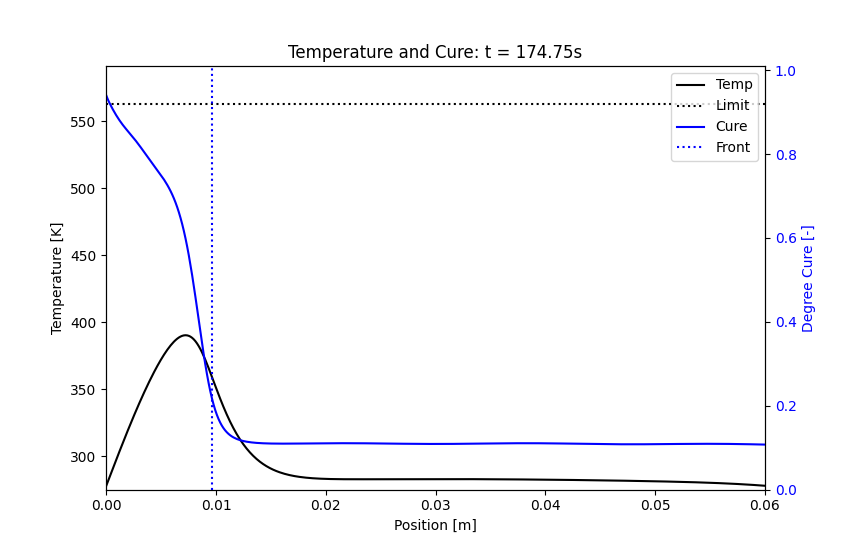 Temperature and Cure: t = 174.75s
Temp
Limit
Cure
Front
Temperature [K]
550
500
450
400
350
300
1.0
0.8
0.6
0.4
0.2
0.0
Degree Cure [-]
0.00
0.01
0.02
0.03
0.04
0.05
0.06
Position [m]